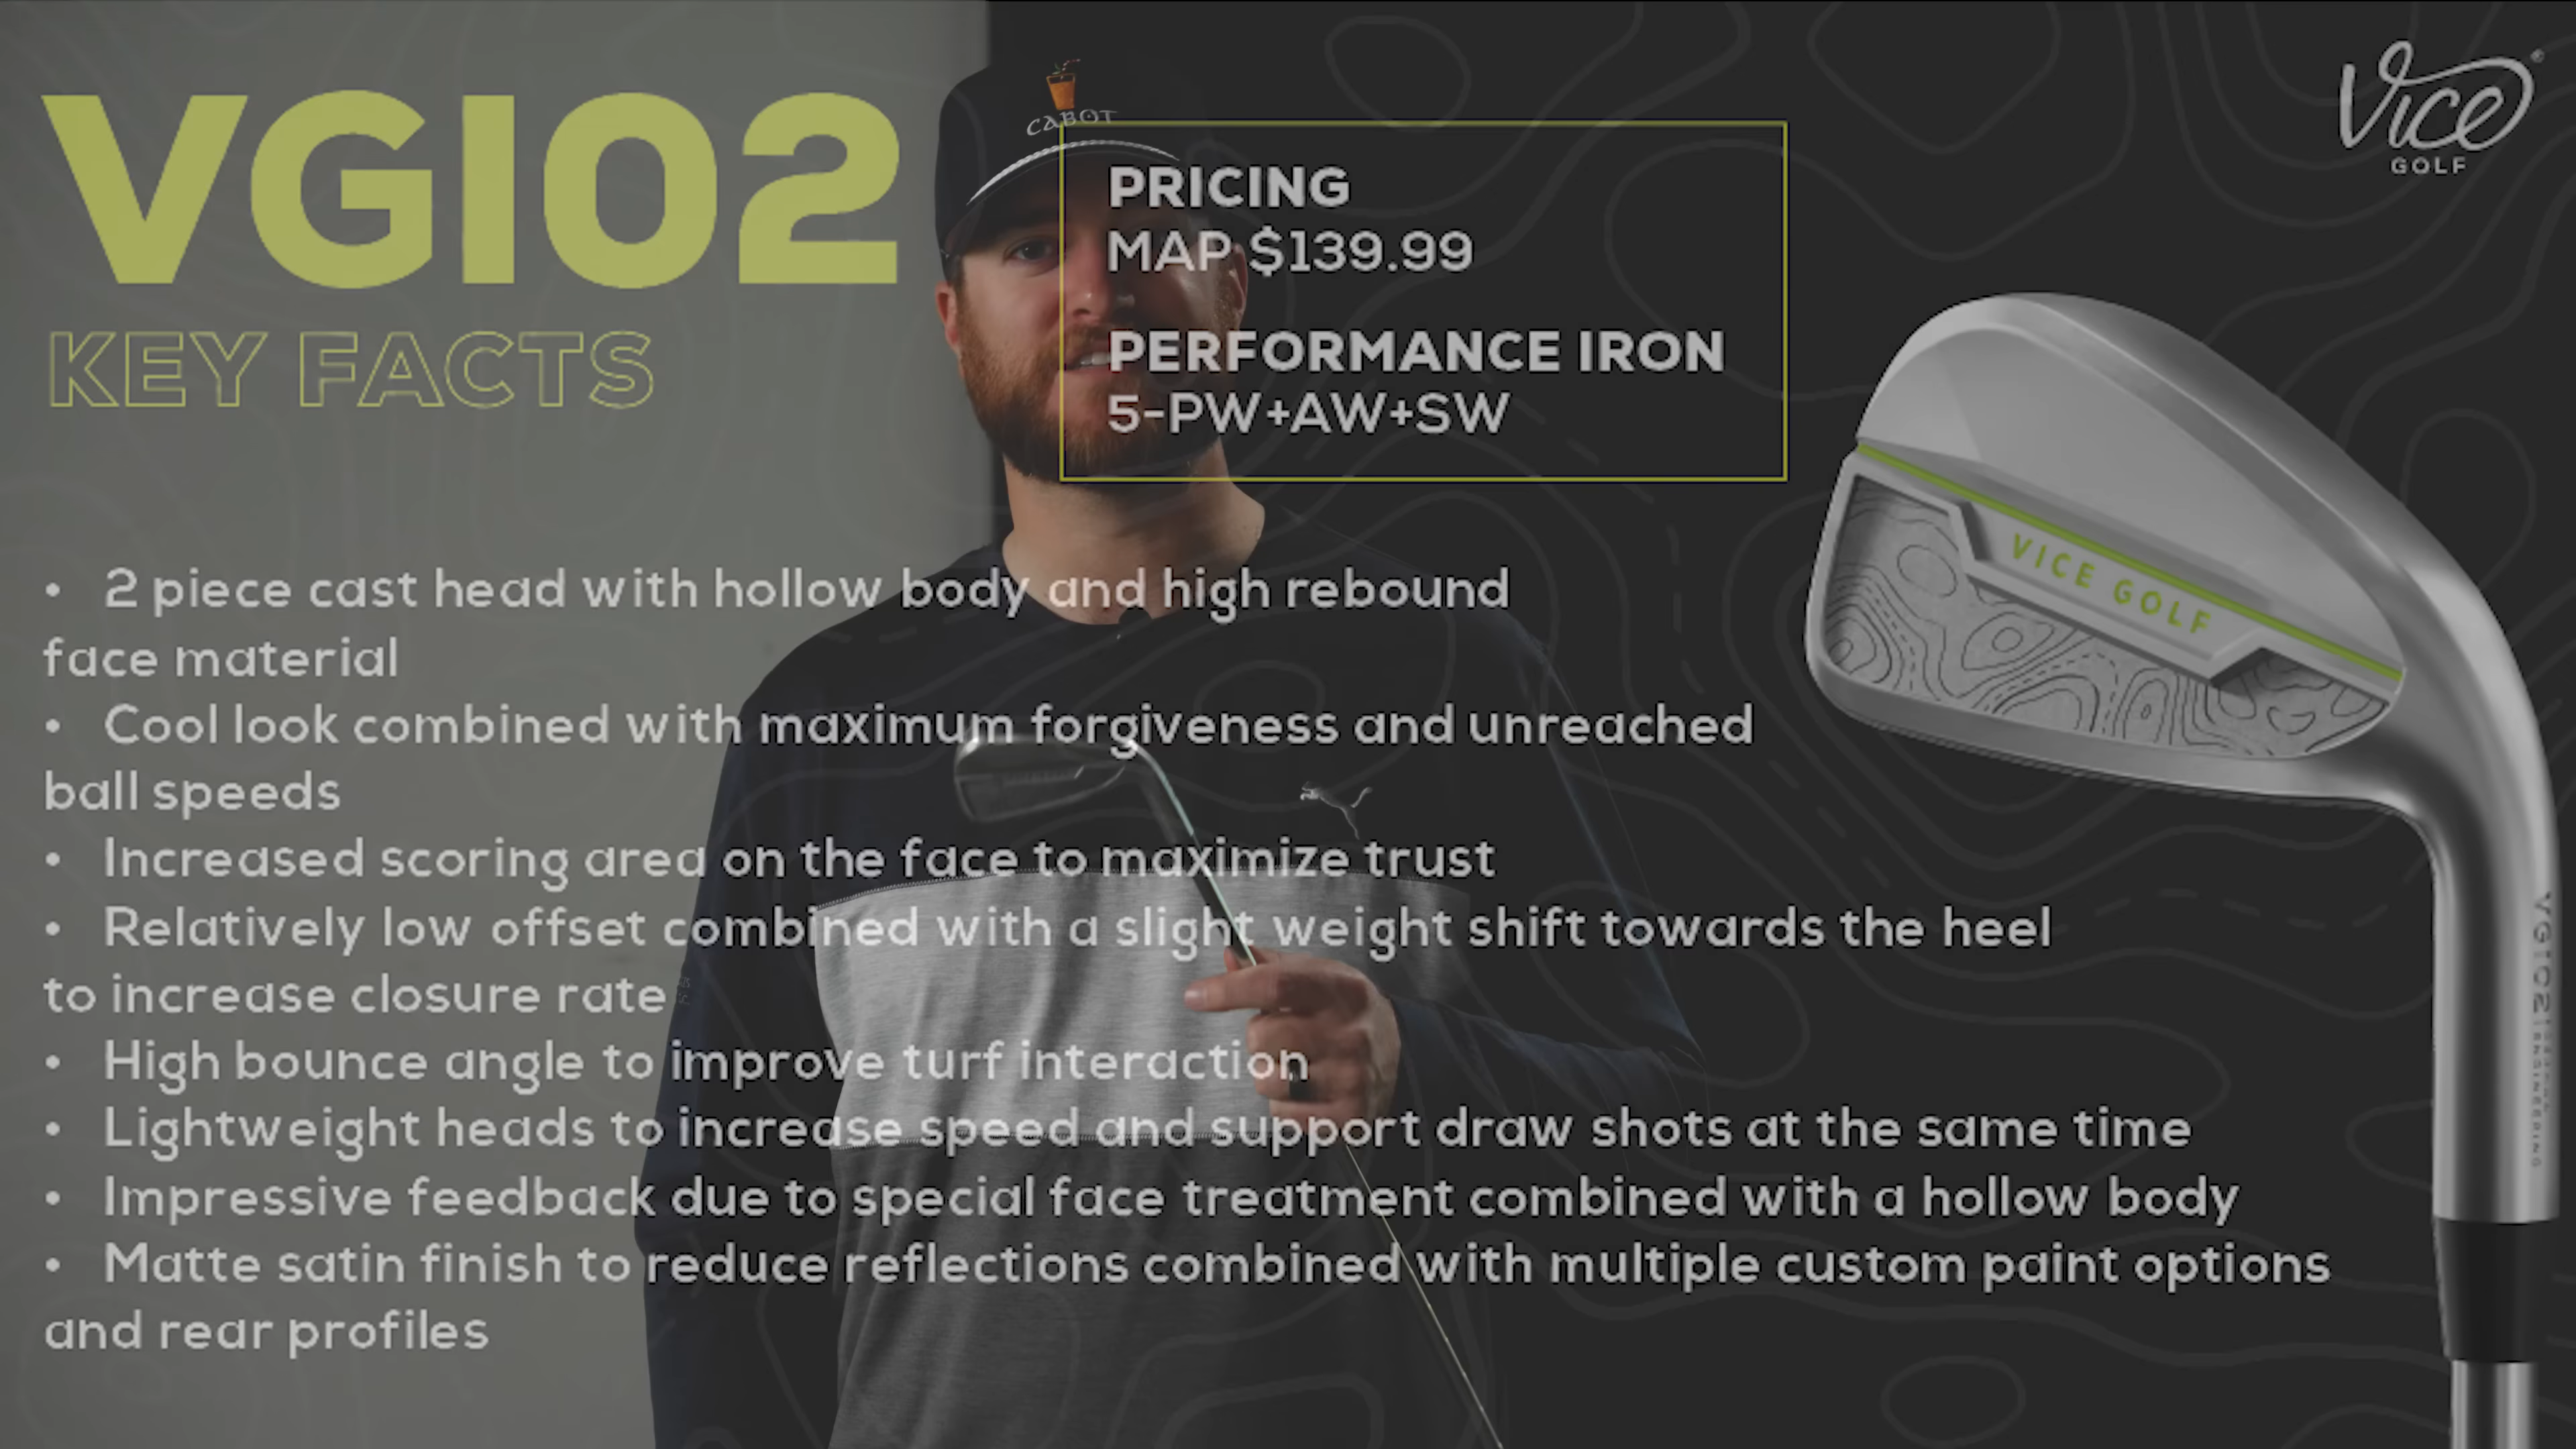 VGI02
KEY FACTS
CABOT
PRICING
MAP $139.99
PERFORMANCE IRON
5-PW+AW+SW
Vice
GOLF
VICE GOLF
• 2 piece cast head with hollow body and high rebound
face material
• Cool look combined with maximum forgiveness and unreached
ball speeds
• Increased scoring area on the face to maximize trust
• Relatively low offset combined with a slight weight shift towards the heel
to increase closure rate
• High bounce angle to improve turf interaction
• Lightweight heads to increase speed and support draw shots at the same time
• Impressive feedback due to special face treatment combined with a hollow body
• Matte satin finish to reduce reflections combined with multiple custom paint options
and rear profiles
VGI02